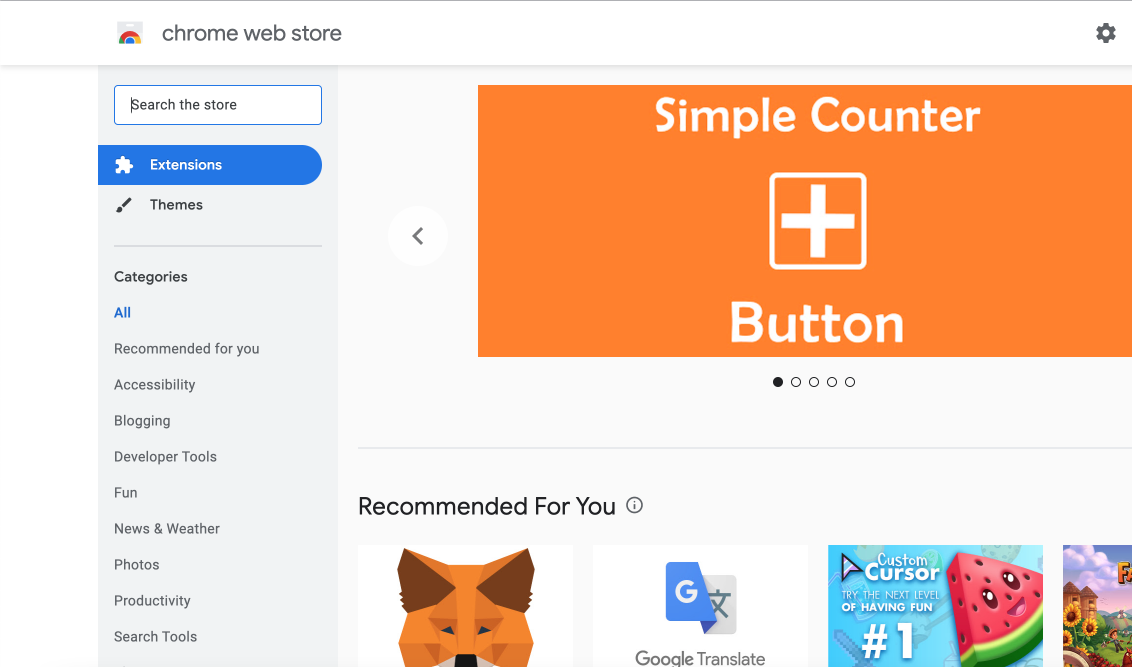 chrome web store
Search the store
Extensions
Themes
Categories
All
Recommended for you
Accessibility
Blogging
Developer Tools
Fun
News & Weather
Photos
Productivity
Search Tools
Simple Counter
Button
Recommended For You
G 文
Google Translate
Custom
Cursor
TRY THE NEXT LEVEL
OF HAVING FUN
#1